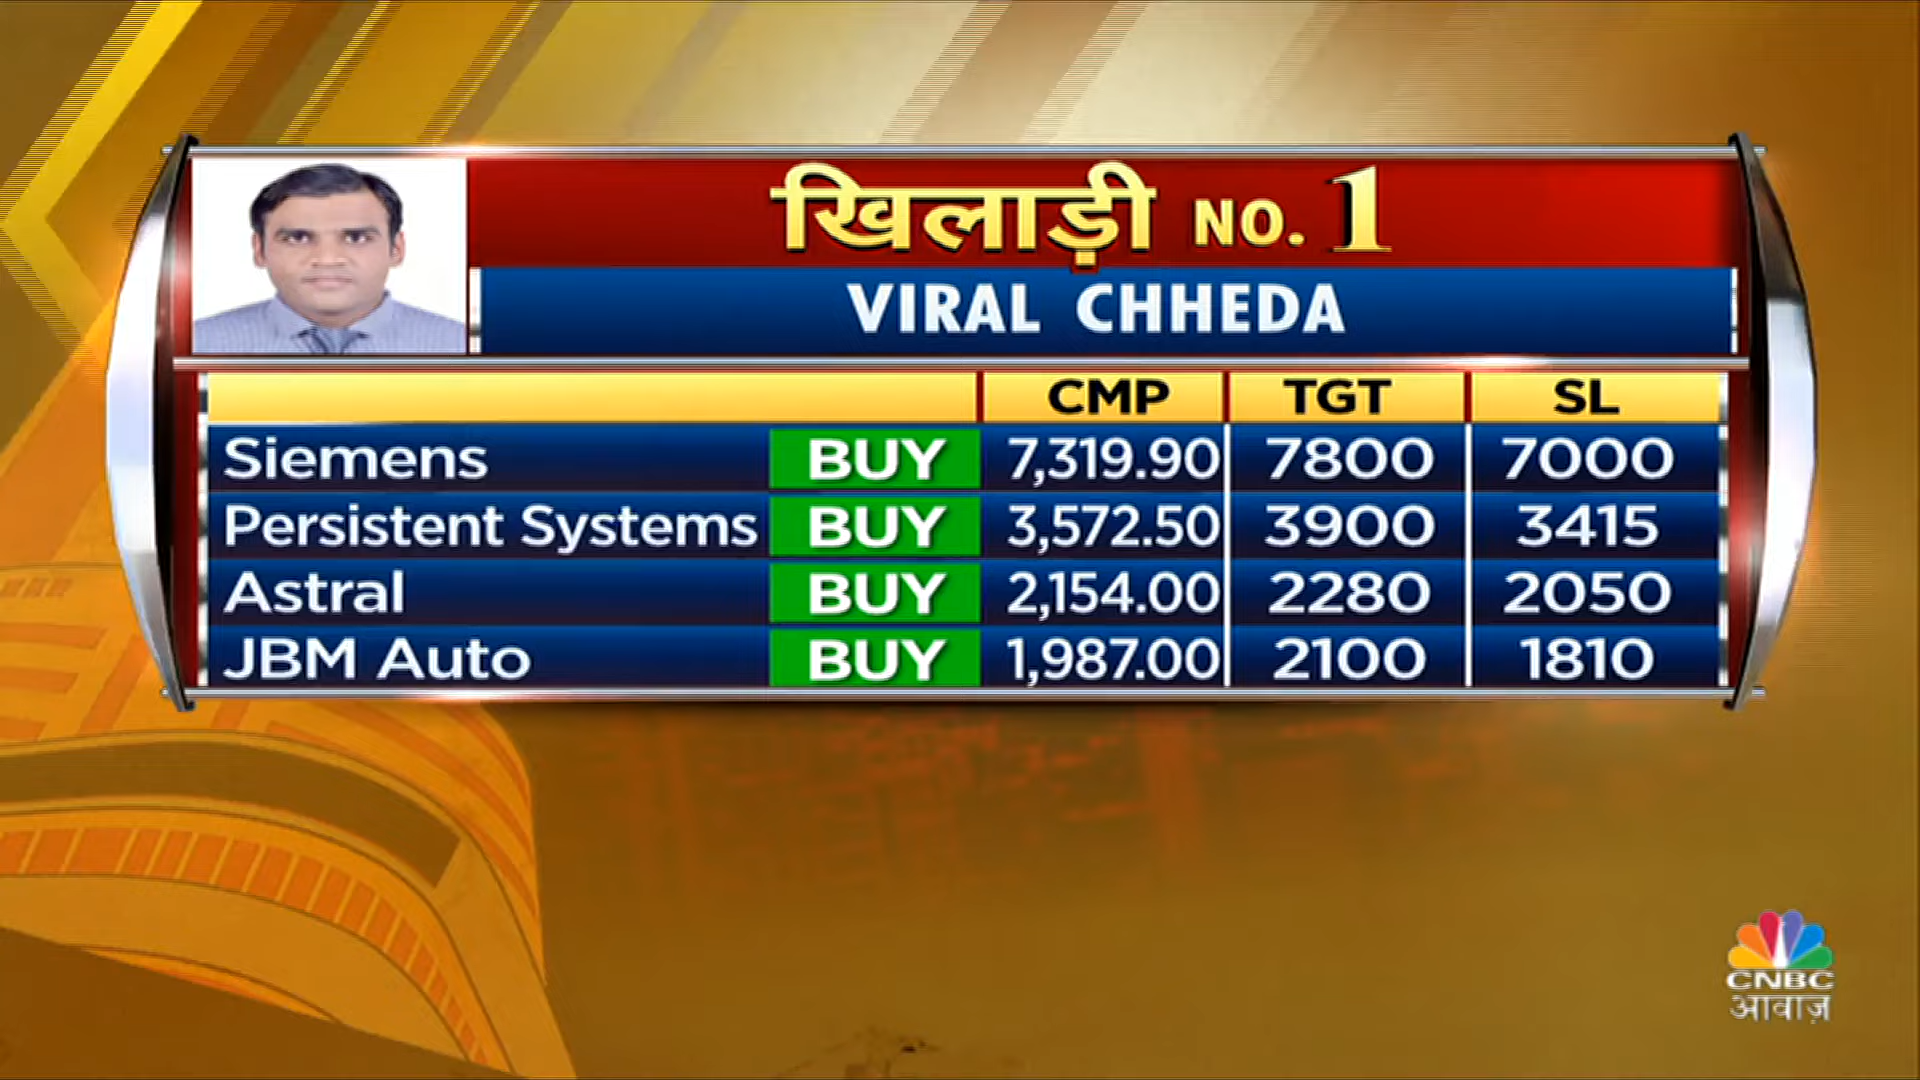 खिलाड़ी NO. 1
VIRAL CHHEDA
CMP TGT SL
Siemens BUY 7,319.90 7800 7000
Persistent Systems BUY 3,572.50 3900 3415
Astral BUY 2,154.00 2280 2050
JBM Auto BUY 1,987.00 2100 1810
CNBC
आवाज़